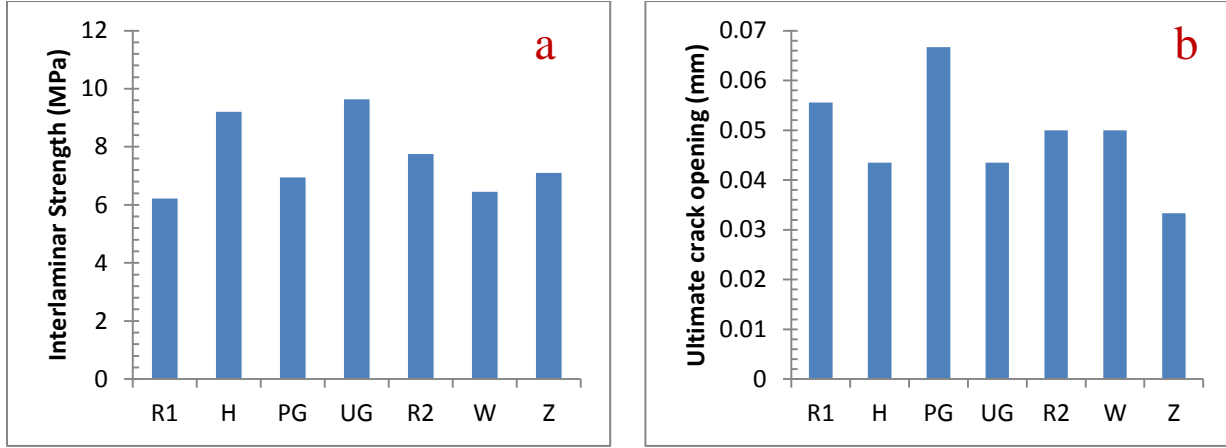 a
Interlaminar Strength (MPa)
12
10
8
6
4
2
0
R1 H PG UG R2 W Z
b
Ultimate crack opening (mm)
0.07
0.06
0.05
0.04
0.03
0.02
0.01
0
R1 H PG UG R2 W Z